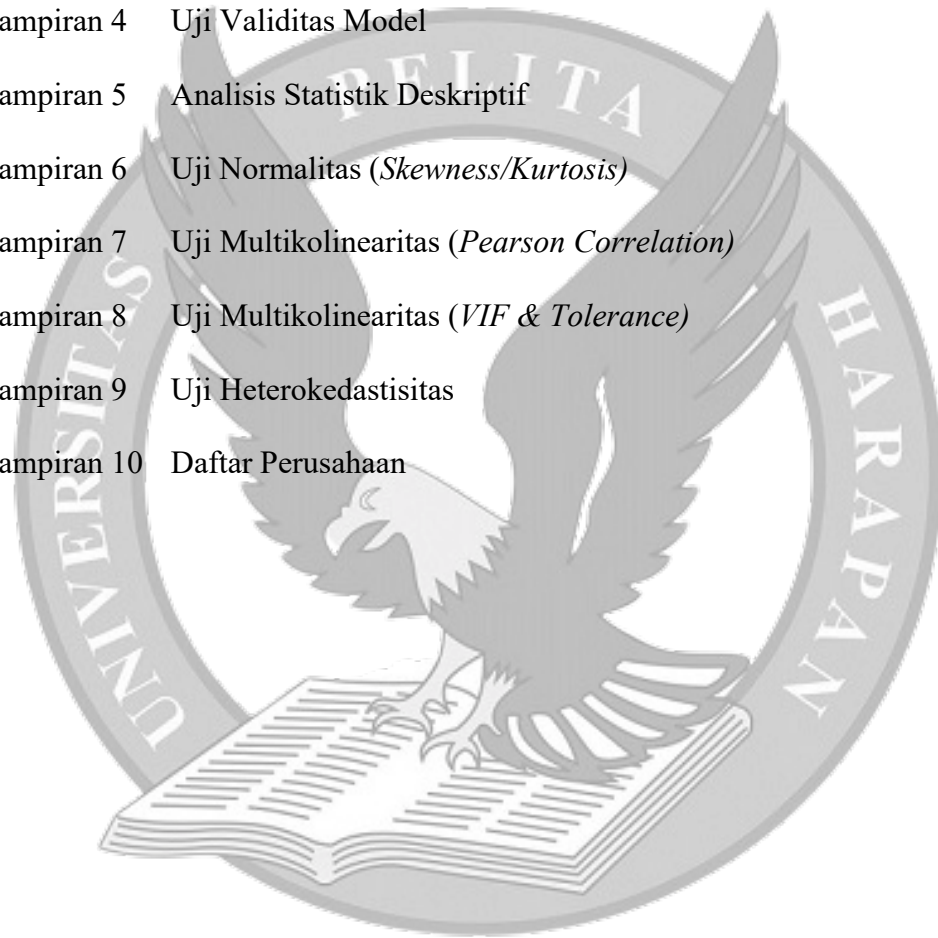 ampiran 4 Uji Validitas Model
ampiran 5 Analisis Statistik Deskriptif
ampiran 6 Uji Normalitas (Skewness/Kurtosis)
ampiran 7 Uji Multikolinearitas (Pearson Correlation)
ampiran 8 Uji Multikolinearitas (VIF & Tolerance)
ampiran 9 Uji Heterokedastisitas
ampiran 10 Daftar Perusahaan
UNIVERSITAS PELITA HARAPAN